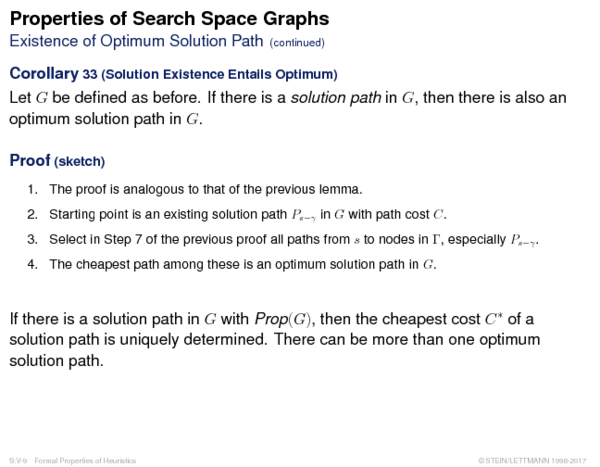 Properties of Search Space Graphs
Existence of Optimum Solution Path (continued)
Corollary 33 (Solution Existence Entails Optimum)
Let G be defined as before. If there is a solution path in G, then there is also an
optimum solution path in G.
Proof (sketch)
1. The proof is analogous to that of the previous lemma.
2. Starting point is an existing solution path Pₛ₋ᵧ in G with path cost C.
3. Select in Step 7 of the previous proof all paths from s to nodes in Γ, especially Pₛ₋ᵧ.
4. The cheapest path among these is an optimum solution path in G.
If there is a solution path in G with Prop(G), then the cheapest cost C* of a
solution path is uniquely determined. There can be more than one optimum
solution path.
S:V-9 Formal Properties of Heuristics
© STEIN/LETTMANN 1998-2017